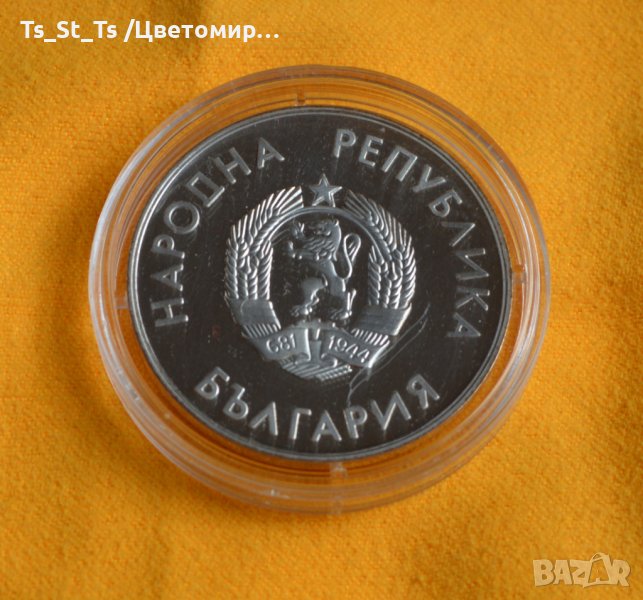 Ts_St_Ts /Цветомир...
НАРОДНА РЕПУБЛИКА
681 1944
БЪЛГАРИЯ
BAZAR